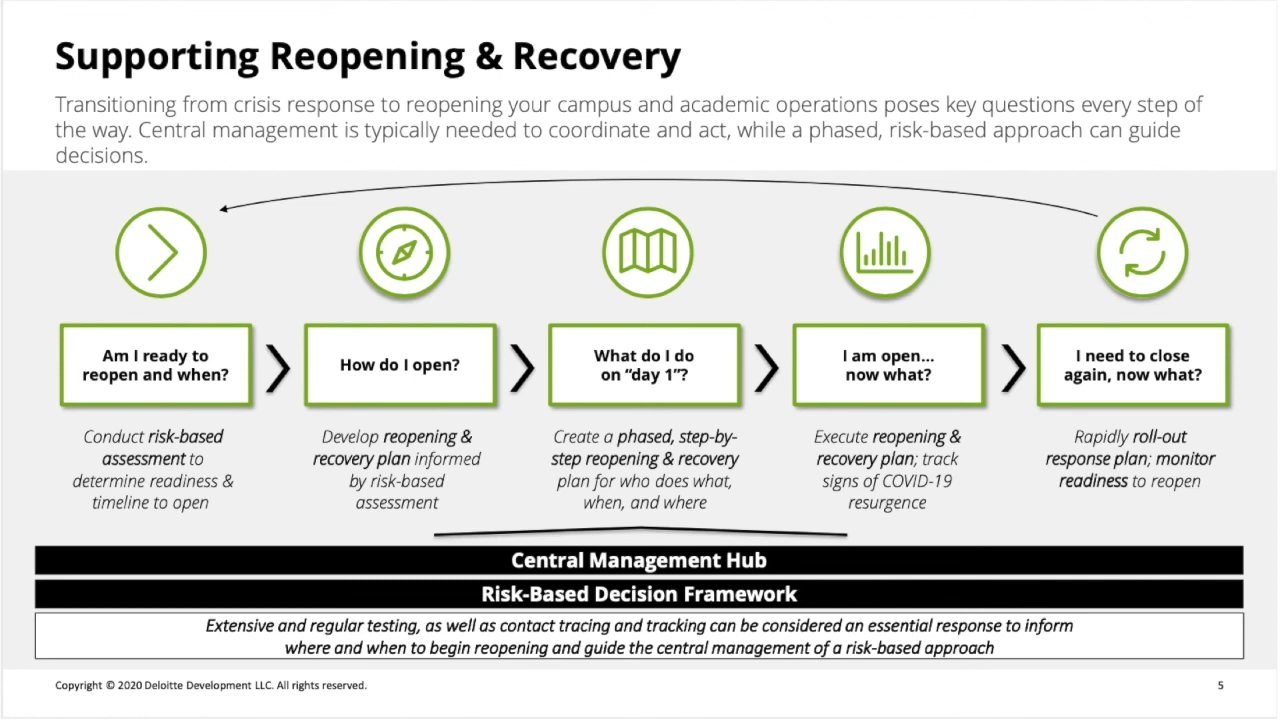 Supporting Reopening & Recovery
Transitioning from crisis response to reopening your campus and academic operations poses key questions every step of
the way. Central management is typically needed to coordinate and act, while a phased, risk-based approach can guide
decisions.
Am I ready to
reopen and when?
How do I open?
What do I do
on “day 1”?
I am open...
now what?
I need to close
again, now what?
Conduct risk-based
assessment to
determine readiness &
timeline to open
Develop reopening &
recovery plan informed
by risk-based
assessment
Create a phased, step-by-
step reopening & recovery
plan for who does what,
when, and where
Execute reopening &
recovery plan; track
signs of COVID-19
resurgence
Rapidly roll-out
response plan; monitor
readiness to reopen
Central Management Hub
Risk-Based Decision Framework
Extensive and regular testing, as well as contact tracing and tracking can be considered an essential response to inform
where and when to begin reopening and guide the central management of a risk-based approach
Copyright © 2020 Deloitte Development LLC. All rights reserved.
5